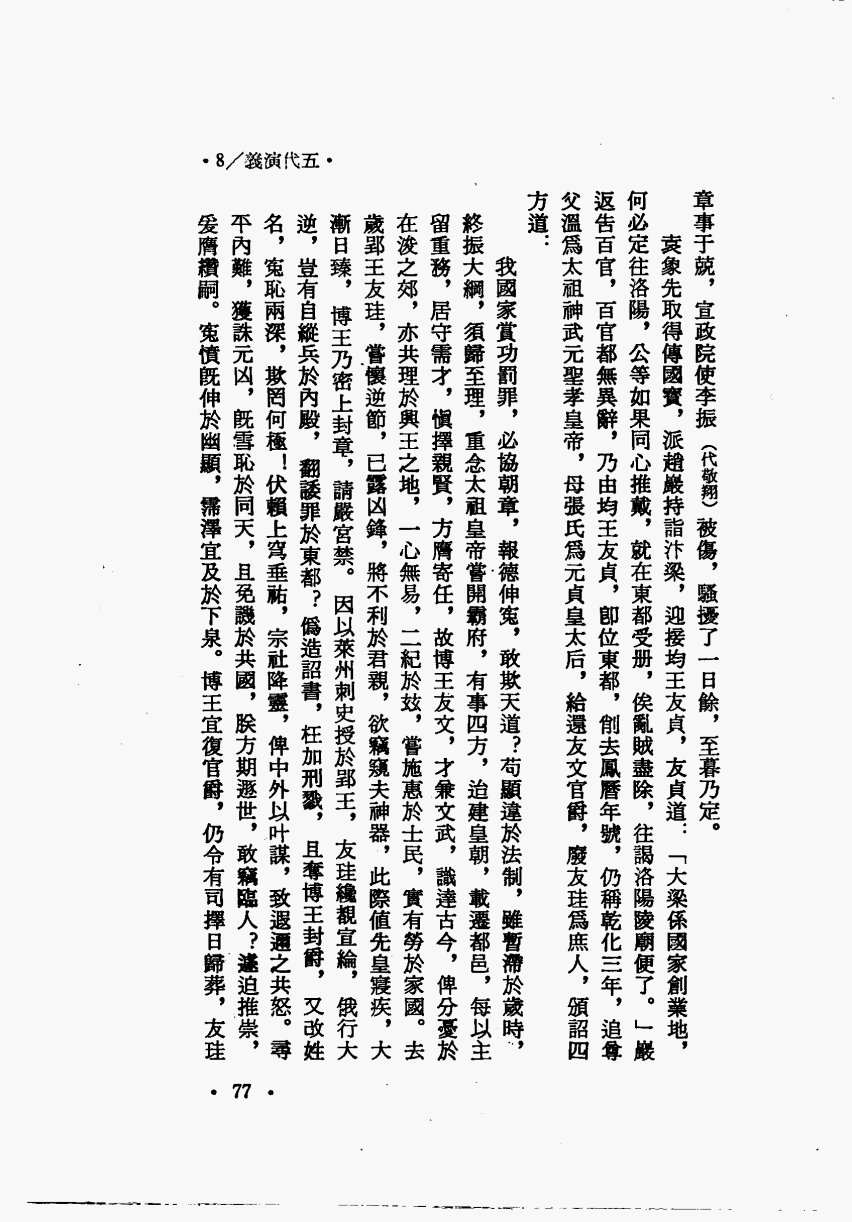 •8／義演代五•
章事于兢，宣政院使李振（代敬翔）被傷，騷擾了一日餘，至暮乃定。
袁象先取得傳國寶，派趙巖持詣汴梁，迎接均王友貞，友貞道：「大梁係國家創業地，
何必定往洛陽，公等如果同心推戴，就在東都受册，俟亂賊盡除，往謁洛陽陵廟便了。」巖
返告百官，百官都無異辭，乃由均王友貞，卽位東都，削去鳳曆年號，仍稱乾化三年，追尊
父溫爲太祖神武元聖孝皇帝，母張氏爲元貞皇太后，給還友文官爵，廢友珪爲庶人，頒詔四
方道：
我國家賞功罰罪，必協朝章，報德伸寃，敢欺天道？苟顯違於法制，雖暫滯於歲時，
終振大綱，須歸至理，重念太祖皇帝嘗開霸府，有事四方，迨建皇朝，載遷都邑，每以主
留重務，居守需才，愼擇親賢，方膺寄任，故博王友文，才兼文武，識達古今，俾分憂於
在浚之郊，亦共理於興王之地，一心無易，二紀於玆，嘗施惠於士民，實有勞於家國。去
歲郢王友珪，嘗懷逆節，已露凶鋒，將不利於君親，欲竊窺夫神器，此際値先皇寢疾，大
漸日臻，博王乃密上封章，請嚴宮禁。因以萊州刺史授於郢王，友珪纔覩宣綸，俄行大
逆，豈有自縱兵於內殿，翻諉罪於東都？僞造詔書，枉加刑戮，且奪博王封爵，又改姓
名，寃恥兩深，欺罔何極！伏賴上穹垂祐，宗社降靈，俾中外以叶謀，致遐邇之共怒。尋
平內難，獲誅元凶，旣雪恥於同天，且免譏於共國，朕方期遯世，敢竊臨人？遽迫推崇，
爰膺纘嗣。寃憤旣伸於幽顯，霈澤宜及於下泉。博王宜復官爵，仍令有司擇日歸葬，友珪
•77•